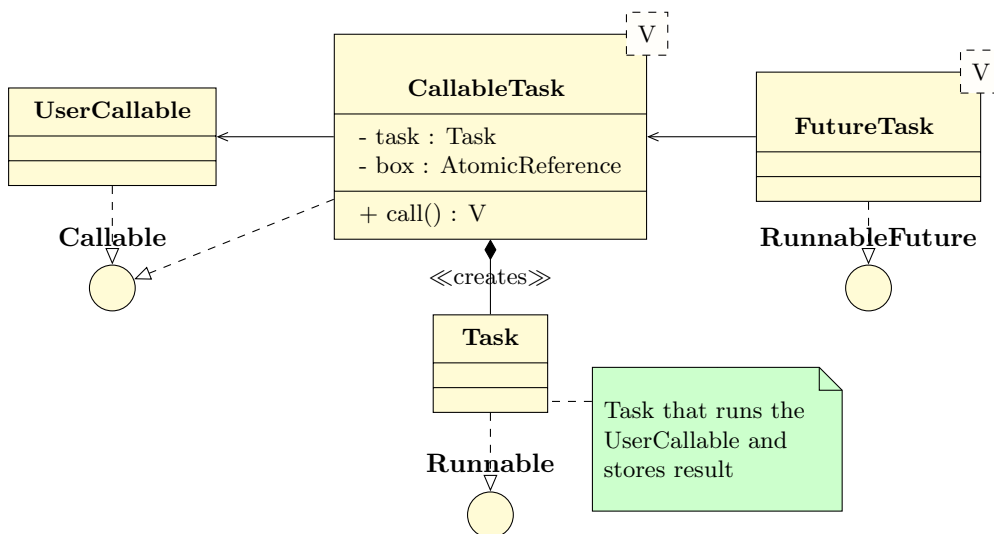 V
CallableTask
- task : Task
- box : AtomicReference
+ call() : V
UserCallable
V
FutureTask
Callable
RunnableFuture
≪creates≫
Task
Task that runs the
UserCallable and
stores result
Runnable